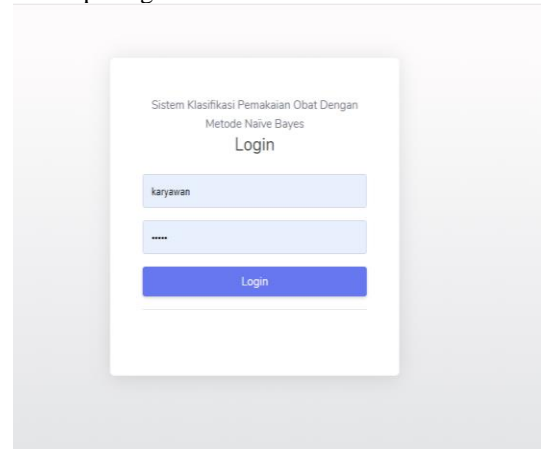 Sistem Klasifikasi Pemakaian Obat Dengan
Metode Naïve Bayes
Login
karyawan
•••••
Login